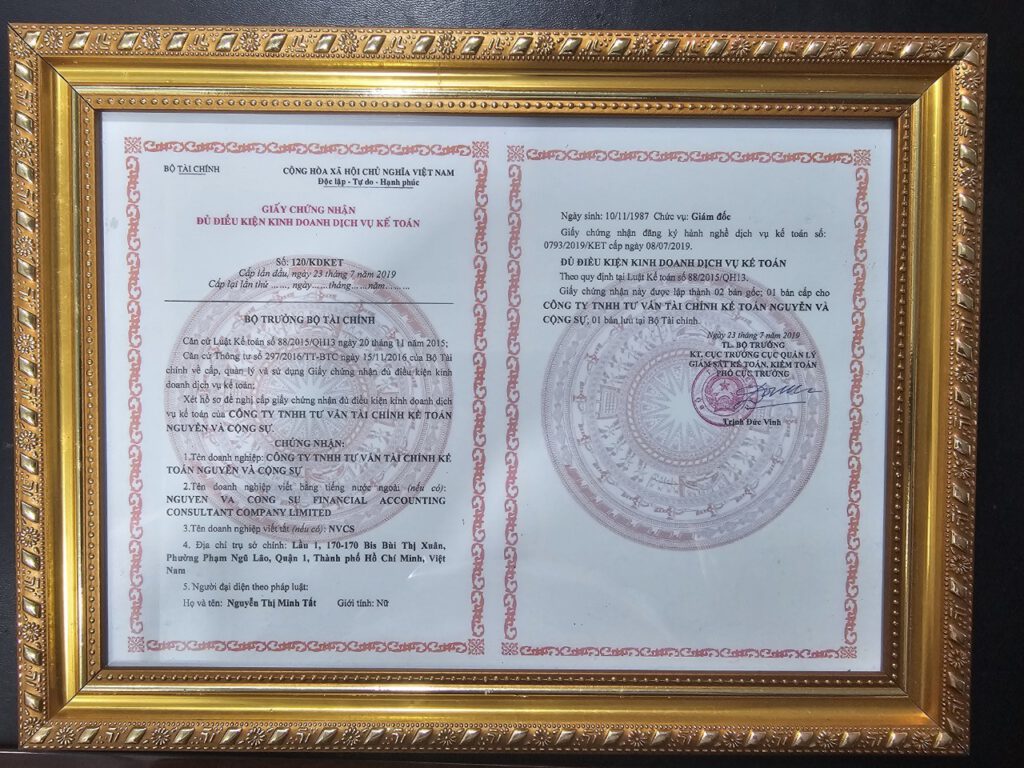 BỘ TÀI CHÍNH
CỘNG HÒA XÃ HỘI CHỦ NGHĨA VIỆT NAM
Độc lập - Tự do - Hạnh phúc
GIẤY CHỨNG NHẬN
ĐỦ ĐIỀU KIỆN KINH DOANH DỊCH VỤ KẾ TOÁN
Số: 120/KDKET
Cấp lần đầu, ngày 23 tháng 7 năm 2019
Cấp lại lần thứ ......., ngày......tháng......năm.........
BỘ TRƯỞNG BỘ TÀI CHÍNH
Căn cứ Luật Kế toán số 88/2015/QH13 ngày 20 tháng 11 năm 2015;
Căn cứ Thông tư số 297/2016/TT-BTC ngày 15/11/2016 của Bộ Tài
chính về cấp, quản lý và sử dụng Giấy chứng nhận đủ điều kiện kinh
doanh dịch vụ kế toán;
Xét hồ sơ đề nghị cấp giấy chứng nhận đủ điều kiện kinh doanh dịch
vụ kế toán của CÔNG TY TNHH TƯ VẤN TÀI CHÍNH KẾ TOÁN
NGUYỄN VÀ CỘNG SỰ.
CHỨNG NHẬN:
1.Tên doanh nghiệp: CÔNG TY TNHH TƯ VẤN TÀI CHÍNH KẾ
TOÁN NGUYỄN VÀ CỘNG SỰ
2.Tên doanh nghiệp viết bằng tiếng nước ngoài (nếu có):
NGUYEN VA CONG SU FINANCIAL ACCOUNTING
CONSULTANT COMPANY LIMITED
3.Tên doanh nghiệp viết tắt (nếu có): NVCS
4. Địa chỉ trụ sở chính: Lầu 1, 170-170 Bis Bùi Thị Xuân,
Phường Phạm Ngũ Lão, Quận 1, Thành phố Hồ Chí Minh, Việt
Nam
5. Người đại diện theo pháp luật:
Họ và tên: Nguyễn Thị Minh Tất Giới tính: Nữ
Ngày sinh: 10/11/1987 Chức vụ: Giám đốc
Giấy chứng nhận đăng ký hành nghề dịch vụ kế toán số:
0793/2019/KET cấp ngày 08/07/2019.
ĐỦ ĐIỀU KIỆN KINH DOANH DỊCH VỤ KẾ TOÁN
Theo quy định tại Luật Kế toán số 88/2015/QH13.
Giấy chứng nhận này được lập thành 02 bản gốc; 01 bản cấp cho
CÔNG TY TNHH TƯ VẤN TÀI CHÍNH KẾ TOÁN NGUYỄN VÀ
CỘNG SỰ, 01 bản lưu tại Bộ Tài chính.
Ngày 23 tháng 7 năm 2019
TL. BỘ TRƯỞNG
KT. CỤC TRƯỞNG CỤC QUẢN LÝ
GIÁM SÁT KẾ TOÁN, KIỂM TOÁN
PHÓ CỤC TRƯỞNG
Trịnh Đức Vinh